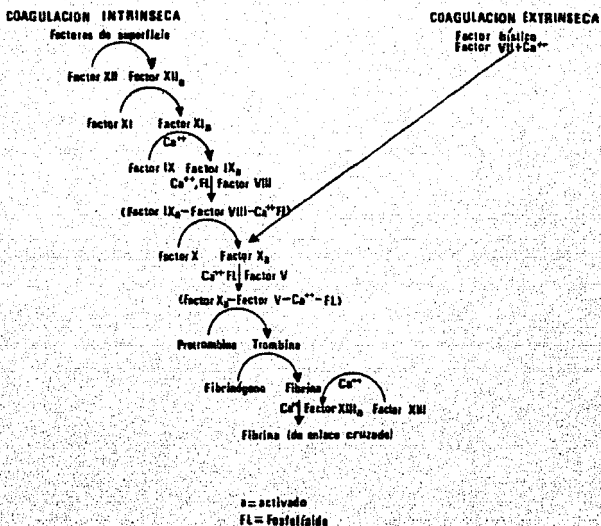 COAGULACION INTRINSECA
Factores de superficie
COAGULACION EXTRINSECA
Factor hístico
Factor VII+Ca++
Factor XII Factor XIIa
Factor XI Factor XIa
Ca++
Factor IX Factor IXa
Ca++,FL Factor VIII
(Factor IXa-Factor VIII-Ca++FL)
Factor X Factor Xa
Ca++FL Factor V
(Factor Xa-Factor V-Ca++-FL)
Protrombina Trombina
Fibrinógeno Fibrina Ca++
Ca++ Factor XIIIa Factor XIII
Fibrina (de enlace cruzado)
a=activado
FL=Fosfolípido